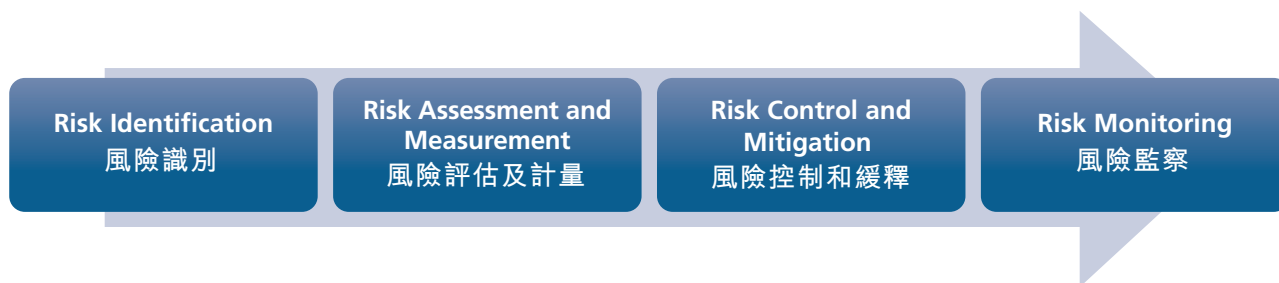 Risk Identification
風險識別
Risk Assessment and
Measurement
風險評估及計量
Risk Control and
Mitigation
風險控制和緩釋
Risk Monitoring
風險監察